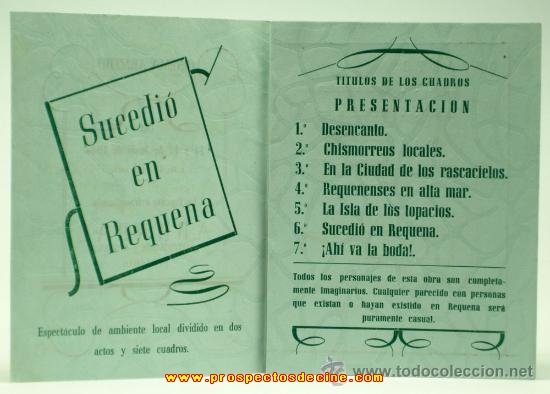 Sucedió
en
Requena
Espectáculo de ambiente local dividido en dos
actos y siete cuadros.
TITULOS DE LOS CUADROS
PRESENTACION
1.º Desencanto.
2.º Chismorreos locales.
3.º En la Ciudad de los rascacielos.
4.º Requenenses en alta mar.
5.º La Isla de lòs topacios.
6.º Sucedió en Requena.
7.º ¡Ahí va la boda!.
Todos los personajes de esta obra son completa-
mente imaginarios. Cualquier parecido con personas
que existan o hayan existido en Requena será
puramente casual.
www.prospectosdecine.com
www.todocoleccion.net